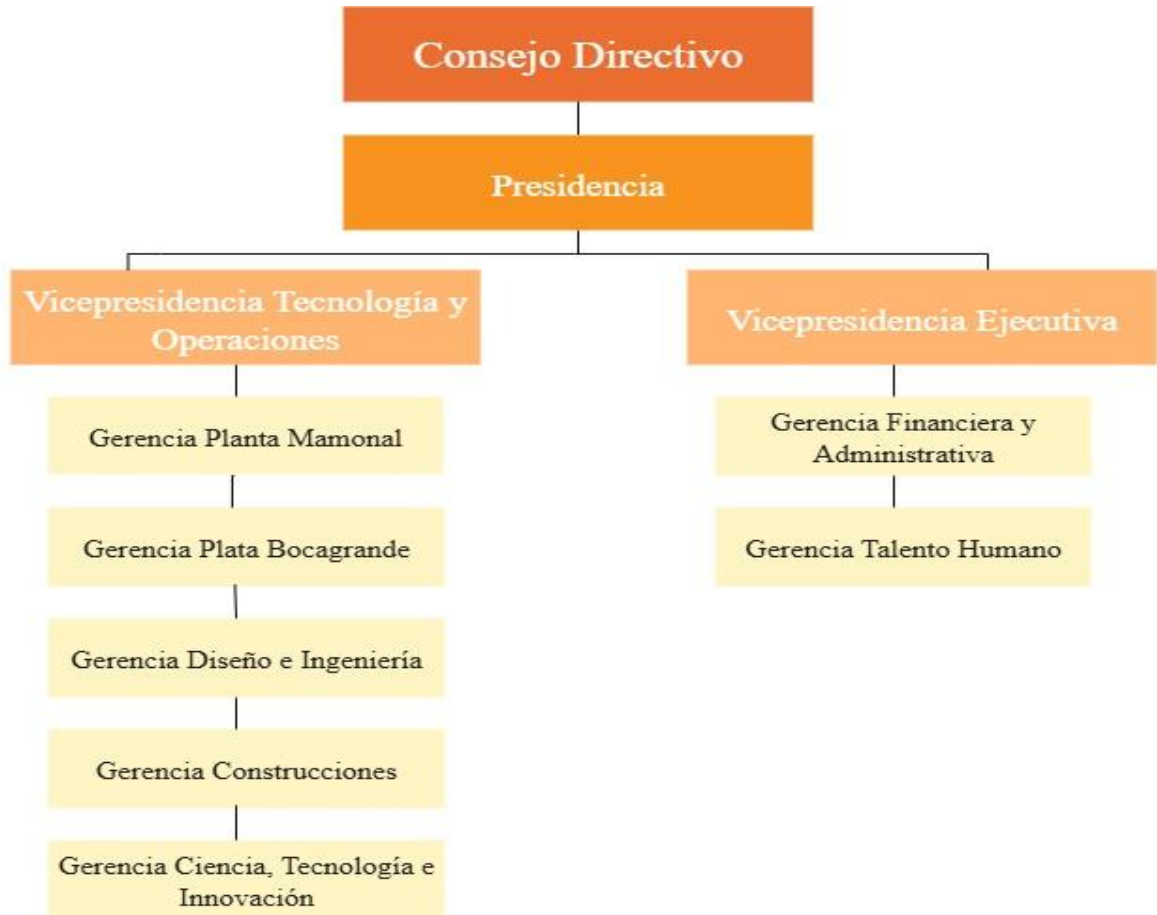 Consejo Directivo
Presidencia
Vicepresidencia Tecnología y
Operaciones
Vicepresidencia Ejecutiva
Gerencia Planta Mamonal
Gerencia Plata Bocagrande
Gerencia Diseño e Ingeniería
Gerencia Construcciones
Gerencia Ciencia, Tecnología e
Innovación
Gerencia Financiera y
Administrativa
Gerencia Talento Humano